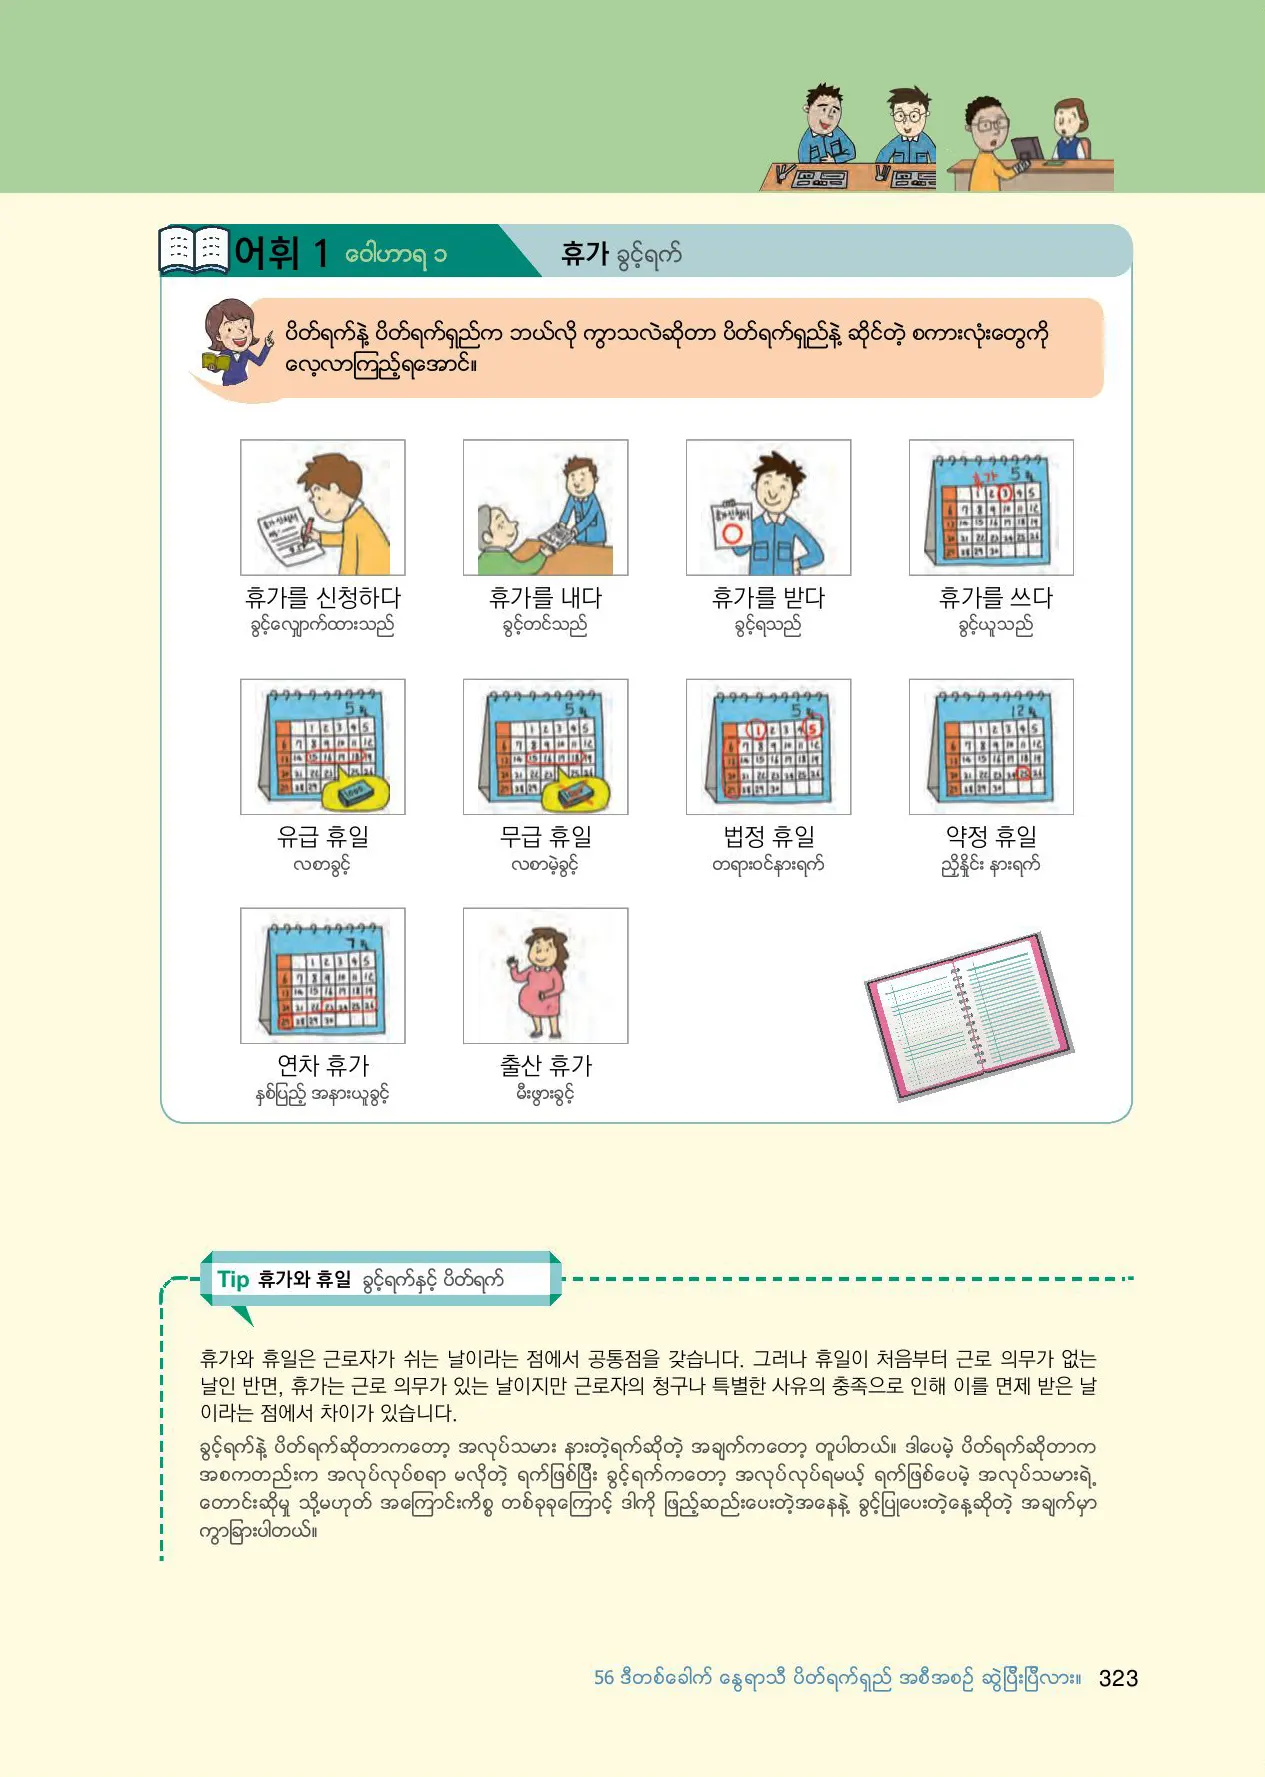 어휘 1 ဝေါဟာရ ၁ 휴가 ခွင့်ရက်
ပိတ်ရက်နဲ့ ပိတ်ရက်ရှည်က ဘယ်လို ကွာသလဲဆိုတာ ပိတ်ရက်ရှည်နဲ့ ဆိုင်တဲ့ စကားလုံးတွေကို
လေ့လာကြည့်ရအောင်။
휴가를 신청하다 휴가를 내다 휴가를 받다 휴가를 쓰다
ခွင့်လျှောက်ထားသည် ခွင့်တင်သည် ခွင့်ရသည် ခွင့်ယူသည်
유급 휴일 무급 휴일 법정 휴일 약정 휴일
လစာခွင့် လစာမဲ့ခွင့် တရားဝင်နားရက် ညှိနှိုင်း နားရက်
연차 휴가 출산 휴가
နှစ်ပြည့် အနားယူခွင့် မီးဖွားခွင့်
Tip 휴가와 휴일 ခွင့်ရက်နှင့် ပိတ်ရက်
휴가와 휴일은 근로자가 쉬는 날이라는 점에서 공통점을 갖습니다. 그러나 휴일이 처음부터 근로 의무가 없는
날인 반면, 휴가는 근로 의무가 있는 날이지만 근로자의 청구나 특별한 사유의 충족으로 인해 이를 면제 받은 날
이라는 점에서 차이가 있습니다.
ခွင့်ရက်နဲ့ ပိတ်ရက်ဆိုတာကတော့ အလုပ်သမား နားတဲ့ရက်ဆိုတဲ့ အချက်ကတော့ တူပါတယ်။ ဒါပေမဲ့ ပိတ်ရက်ဆိုတာက
အစကတည်းက အလုပ်လုပ်စရာ မလိုတဲ့ ရက်ဖြစ်ပြီး ခွင့်ရက်ကတော့ အလုပ်လုပ်ရမယ့် ရက်ဖြစ်ပေမဲ့ အလုပ်သမားရဲ့
တောင်းဆိုမှု သို့မဟုတ် အကြောင်းကိစ္စ တစ်ခုခုကြောင့် ဒါကို ဖြည့်ဆည်းပေးတဲ့အနေနဲ့ ခွင့်ပြုပေးတဲ့နေ့ဆိုတဲ့ အချက်မှာ
ကွာခြားပါတယ်။
56 ဒီတစ်ခေါက် နွေရာသီ ပိတ်ရက်ရှည် အစီအစဉ် ဆွဲပြီးပြီလား။ 323